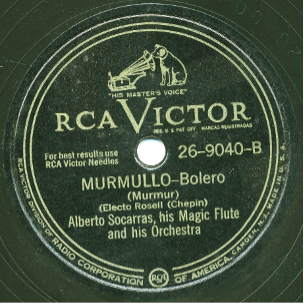 "HIS MASTER'S VOICE"
RCA VICTOR
REG. U. S. PAT. OFF. MARCAS REGISTRADAS
For best results use
RCA Victor Needles
26-9040-B
MURMULLO-Bolero
(Murmur)
(Electo Rosell (Chepin)
Alberto Socarras, his Magic Flute
and his Orchestra
RCA VICTOR DIVISION OF RADIO CORPORATION OF AMERICA, CAMDEN, N.J. MADE IN U.S.A.
RCA